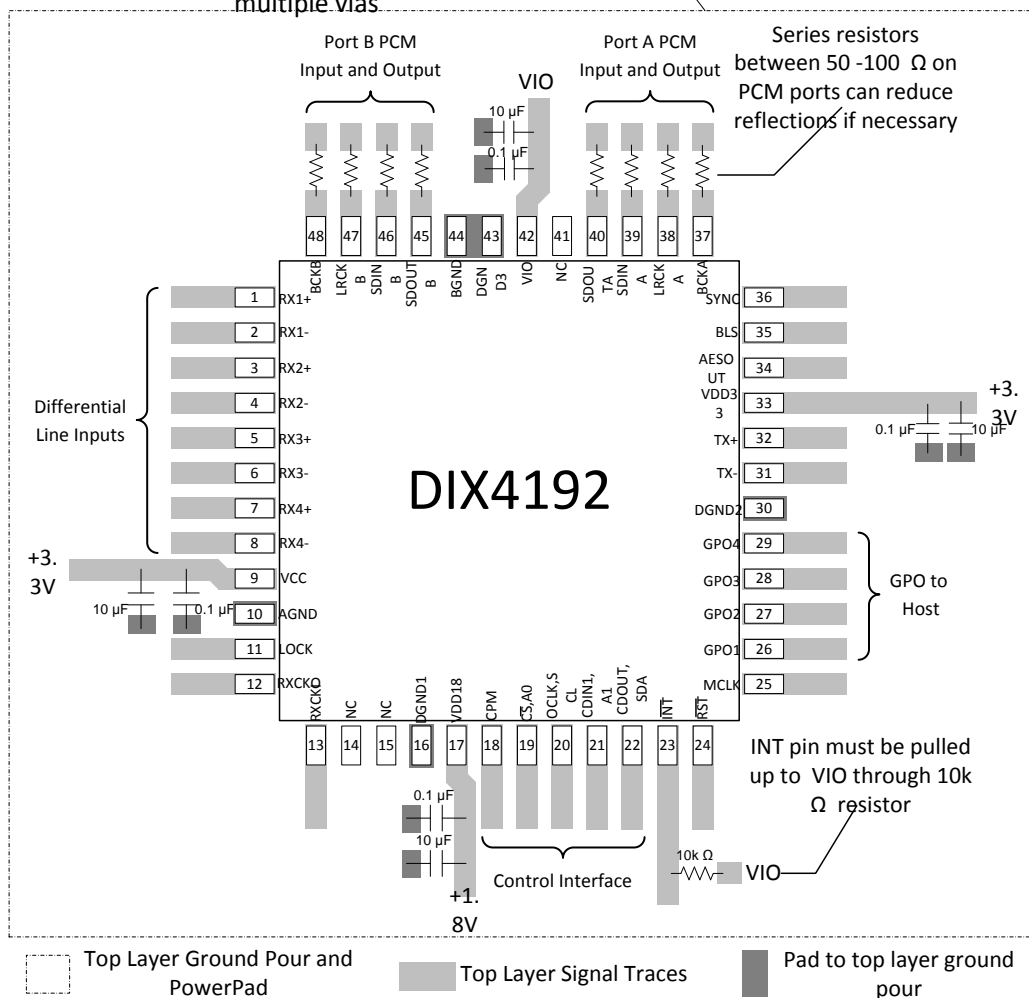 multiple vias
Port B PCM
Input and Output
Port A PCM
Input and Output
Series resistors
between 50 -100 Ω on
PCM ports can reduce
reflections if necessary
VIO
10 µF
0.1 µF
48
47
46
45
44
43
42
41
40
39
38
37
BCKB
LRCK
B
SDIN
B
SDOUT
B
BGND
DGN
D3
VIO
NC
SDOU
TA
SDIN
A
LRCK
A
BCKA
1 RX1+
2 RX1-
3 RX2+
4 RX2-
5 RX3+
6 RX3-
7 RX4+
8 RX4-
9 VCC
10 AGND
11 LOCK
12 RXCKO
Differential
Line Inputs
+3.
3V
10 µF
0.1 µF
DIX4192
SYNC 36
BLS 35
AESO
UT 34
VDD3
3 33
TX+ 32
TX- 31
DGND2 30
GPO4 29
GPO3 28
GPO2 27
GPO1 26
MCLK 25
+3.
3V
0.1 µF
10 µF
GPO to
Host
RXCKI
NC
NC
DGND1
VDD18
CPM
CS,A0
OCLK,S
CL
CDIN1,
A1
CDOUT,
SDA
INT
RST
13
14
15
16
17
18
19
20
21
22
23
24
0.1 µF
10 µF
+1.
8V
Control Interface
INT pin must be pulled
up to VIO through 10k
Ω resistor
10k Ω
VIO
Top Layer Ground Pour and
PowerPad
Top Layer Signal Traces
Pad to top layer ground
pour